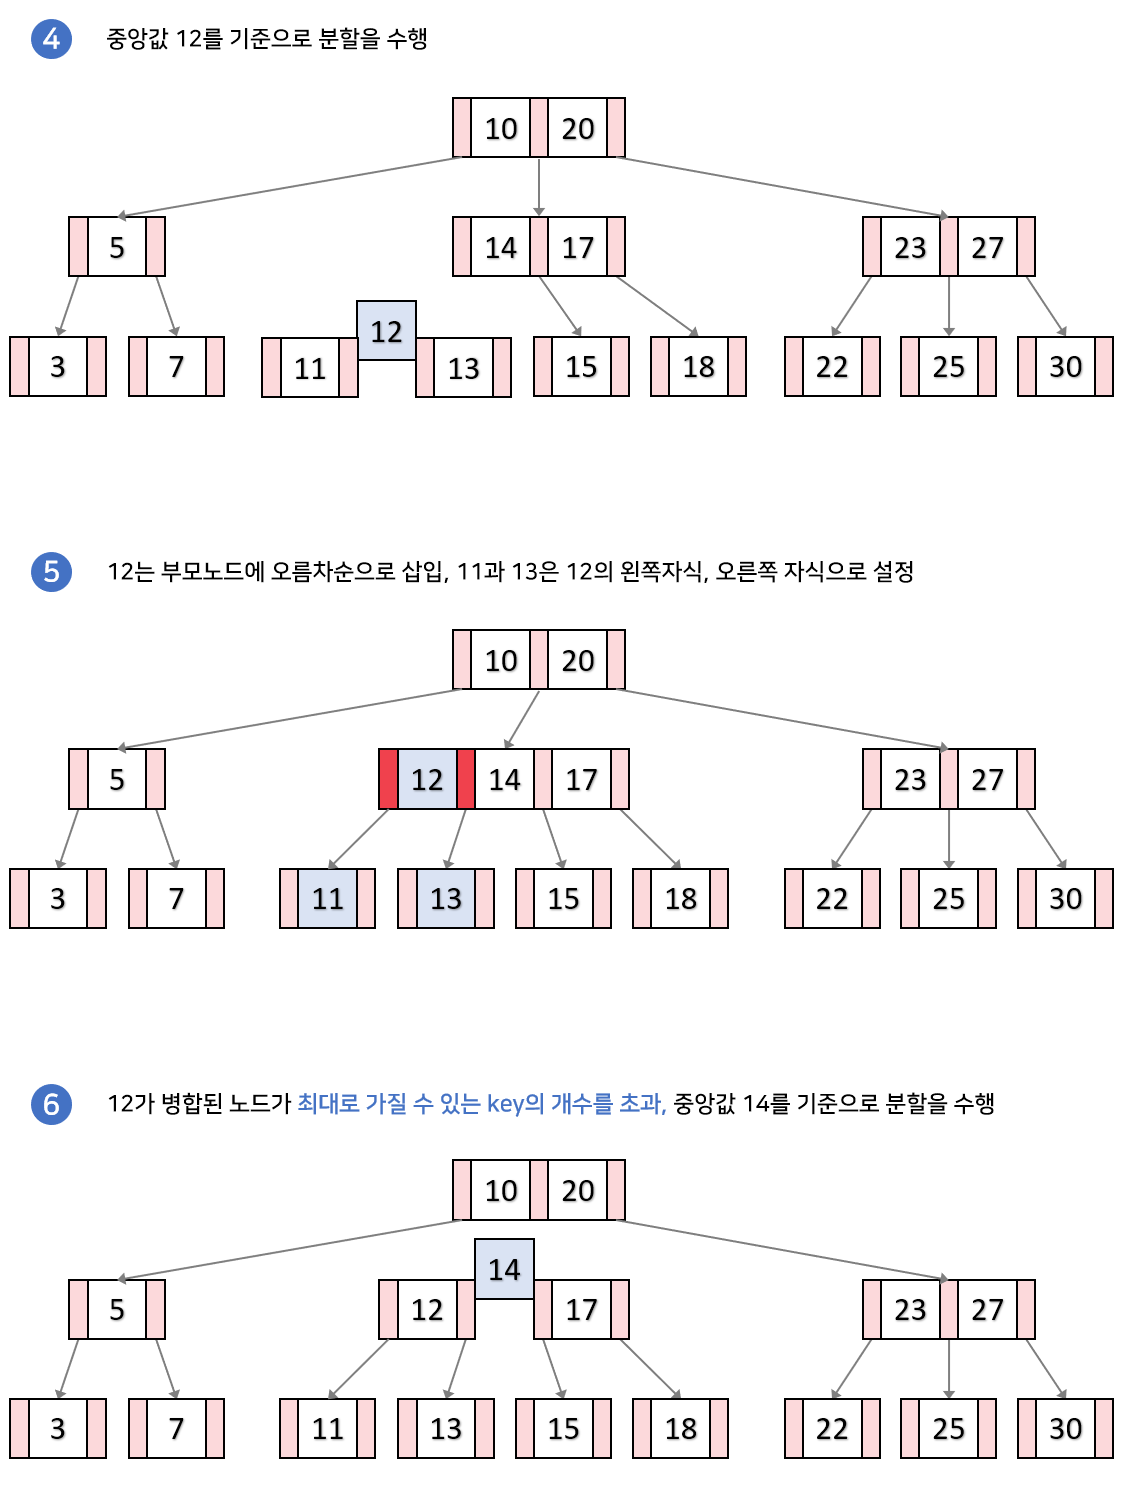 4 중앙값 12를 기준으로 분할을 수행
10 20
5 14 17 23 27
12
3 7 11 13 15 18 22 25 30
5 12는 부모노드에 오름차순으로 삽입, 11과 13은 12의 왼쪽자식, 오른쪽 자식으로 설정
10 20
5 12 14 17 23 27
3 7 11 13 15 18 22 25 30
6 12가 병합된 노드가 최대로 가질 수 있는 key의 개수를 초과, 중앙값 14를 기준으로 분할을 수행
10 20
14
5 12 17 23 27
3 7 11 13 15 18 22 25 30